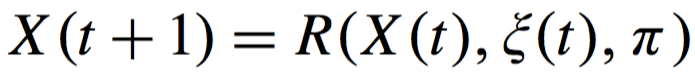 X(t + 1) = R(X(t), ξ(t), π)